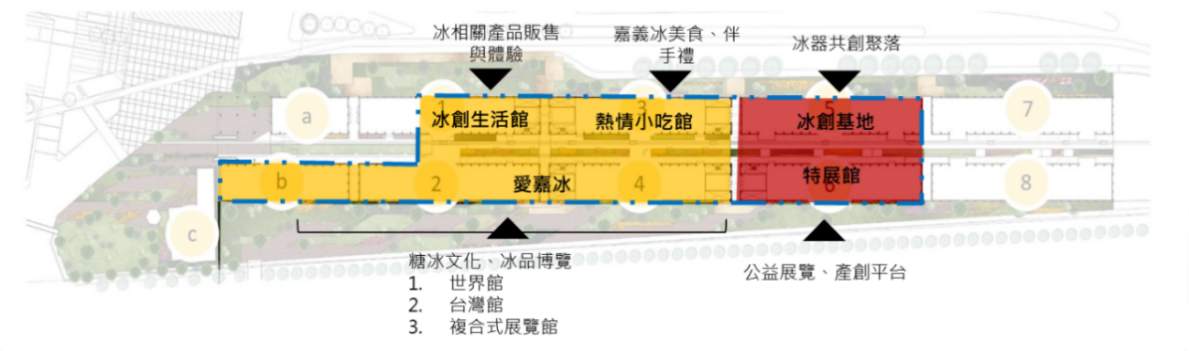 冰相關產品販售
與體驗
嘉義冰美食、伴
手禮
冰器共創聚落
a
1
3
5
7
冰創生活館
熱情小吃館
冰創基地
b
2
愛嘉冰
4
特展館
6
8
c
糖冰文化、冰品博覽
1. 世界館
2. 台灣館
3. 複合式展覽館
公益展覽、產創平台